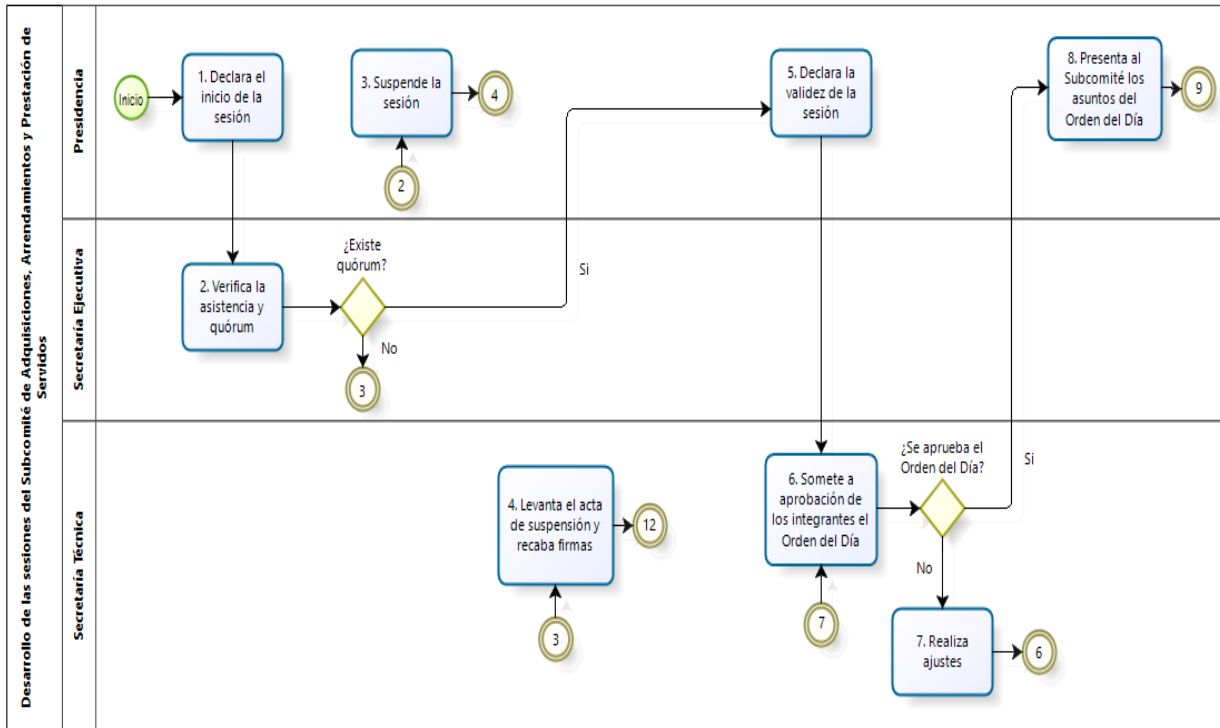 Desarrollo de las sesiones del Subcomité de Adquisiciones, Arrendamientos y Prestación de
Servidos
Presidencia
Inicio
1. Declara el
inicio de la
sesión
3. Suspende la
sesión
4
2
5. Declara la
validez de la
sesión
8. Presenta al
Subcomité los
asuntos del
Orden del Día
9
Secretaría Ejecutiva
2. Verifica la
asistencia y
quórum
¿Existe
quórum?
Si
No
3
Secretaría Técnica
4. Levanta el acta
de suspensión y
recaba firmas
12
3
6. Somete a
aprobación de
los integrantes el
Orden del Día
7
¿Se aprueba el
Orden del Día?
Si
No
7. Realiza
ajustes
6